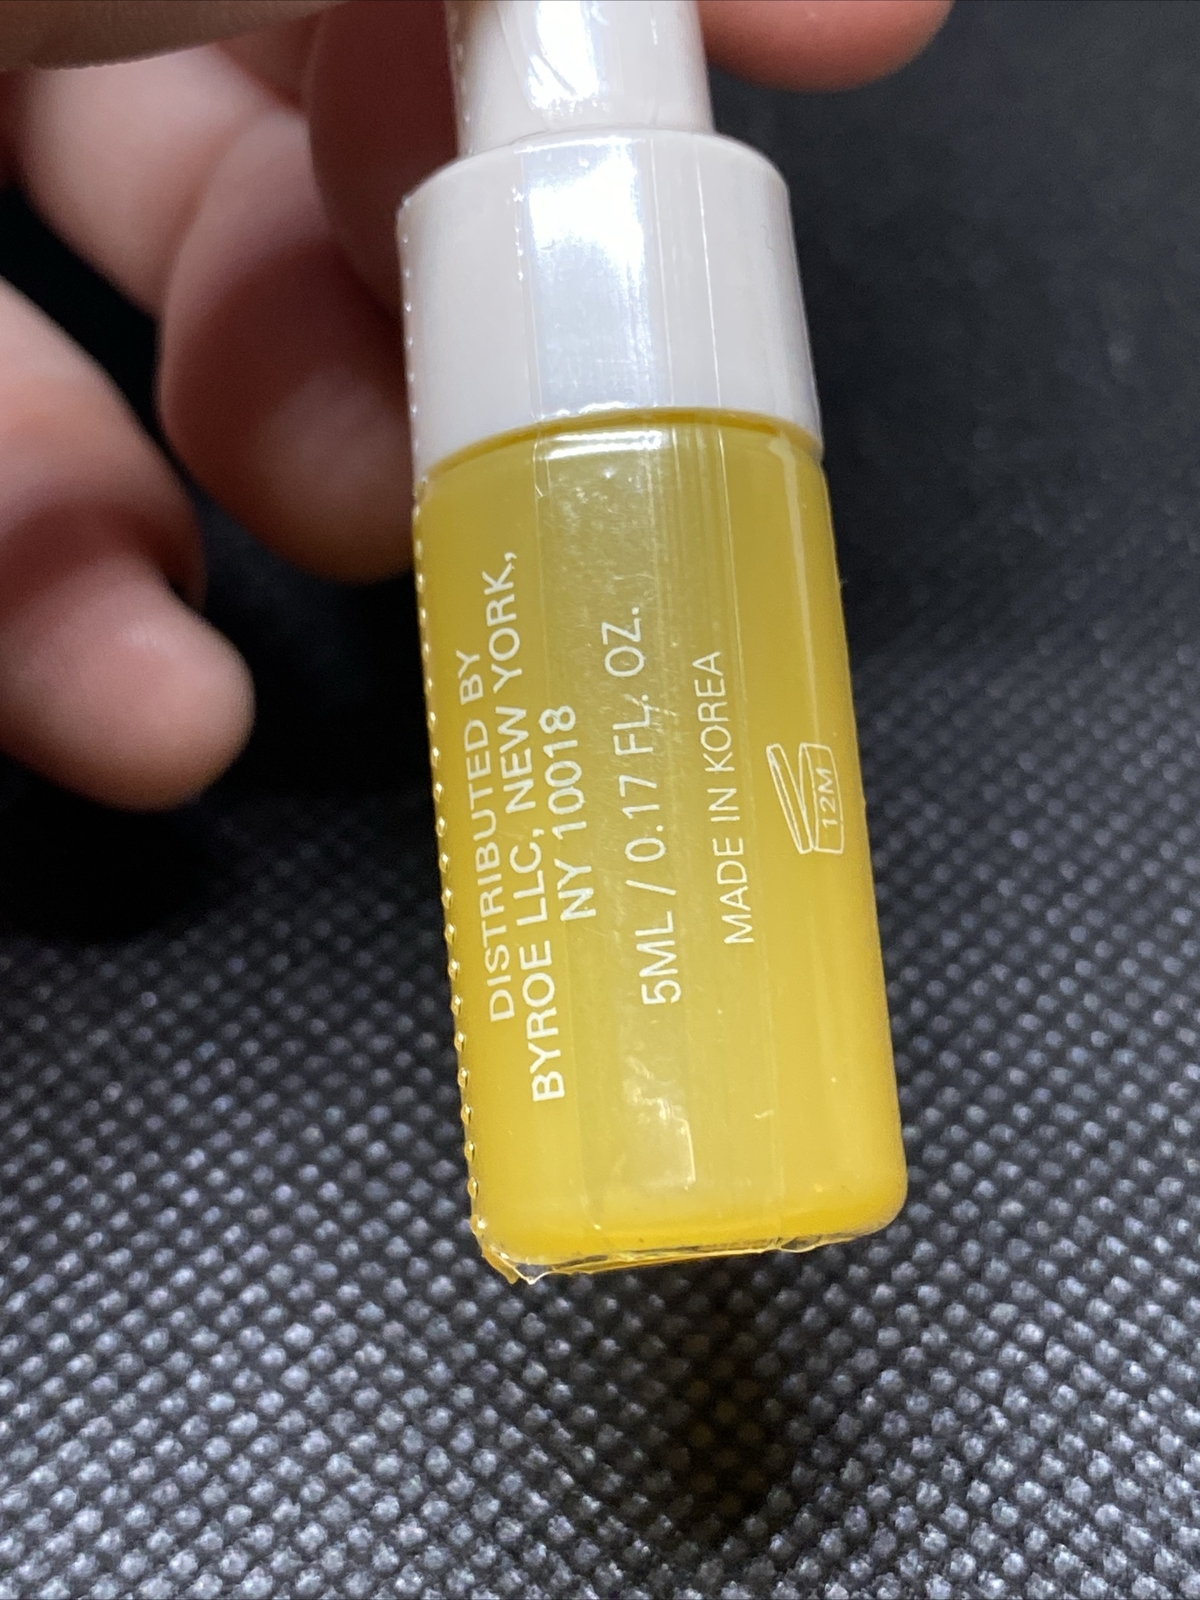 DISTRIBUTED BY
BYROE LLC, NEW YORK,
NY 10018
5ML / 0.17 FL. OZ.
MADE IN KOREA
12M